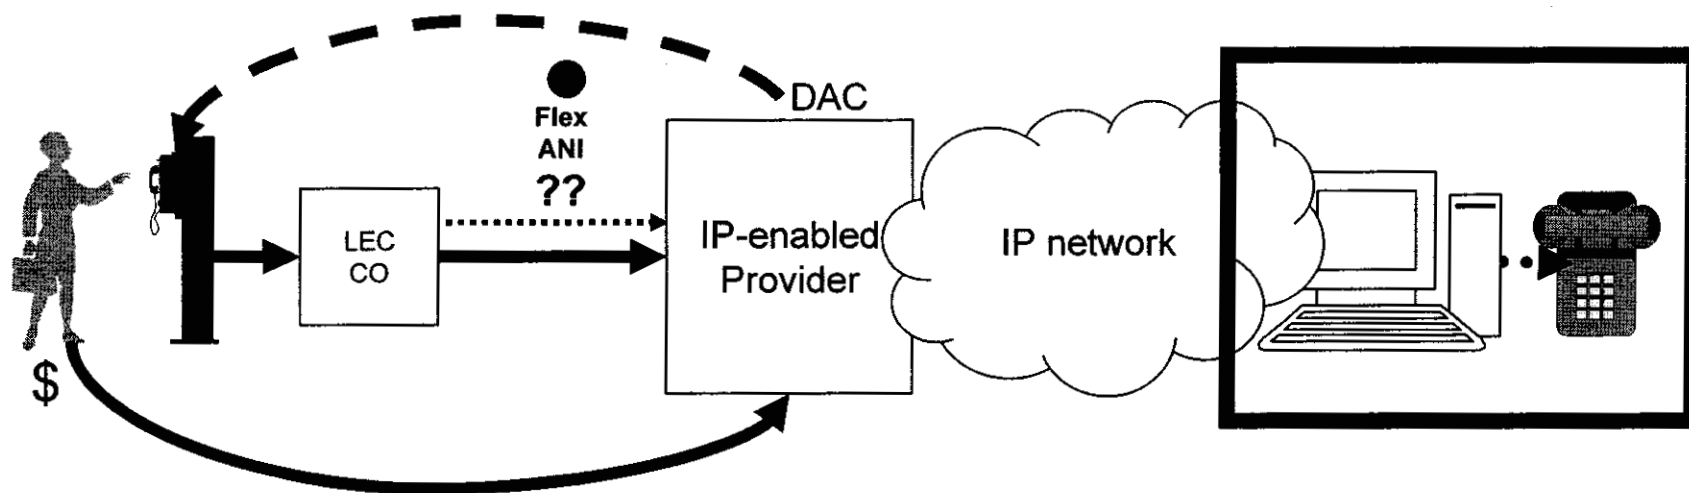 DAC
Flex
ANI
??
LEC
CO
IP-enabled
Provider
IP network
$